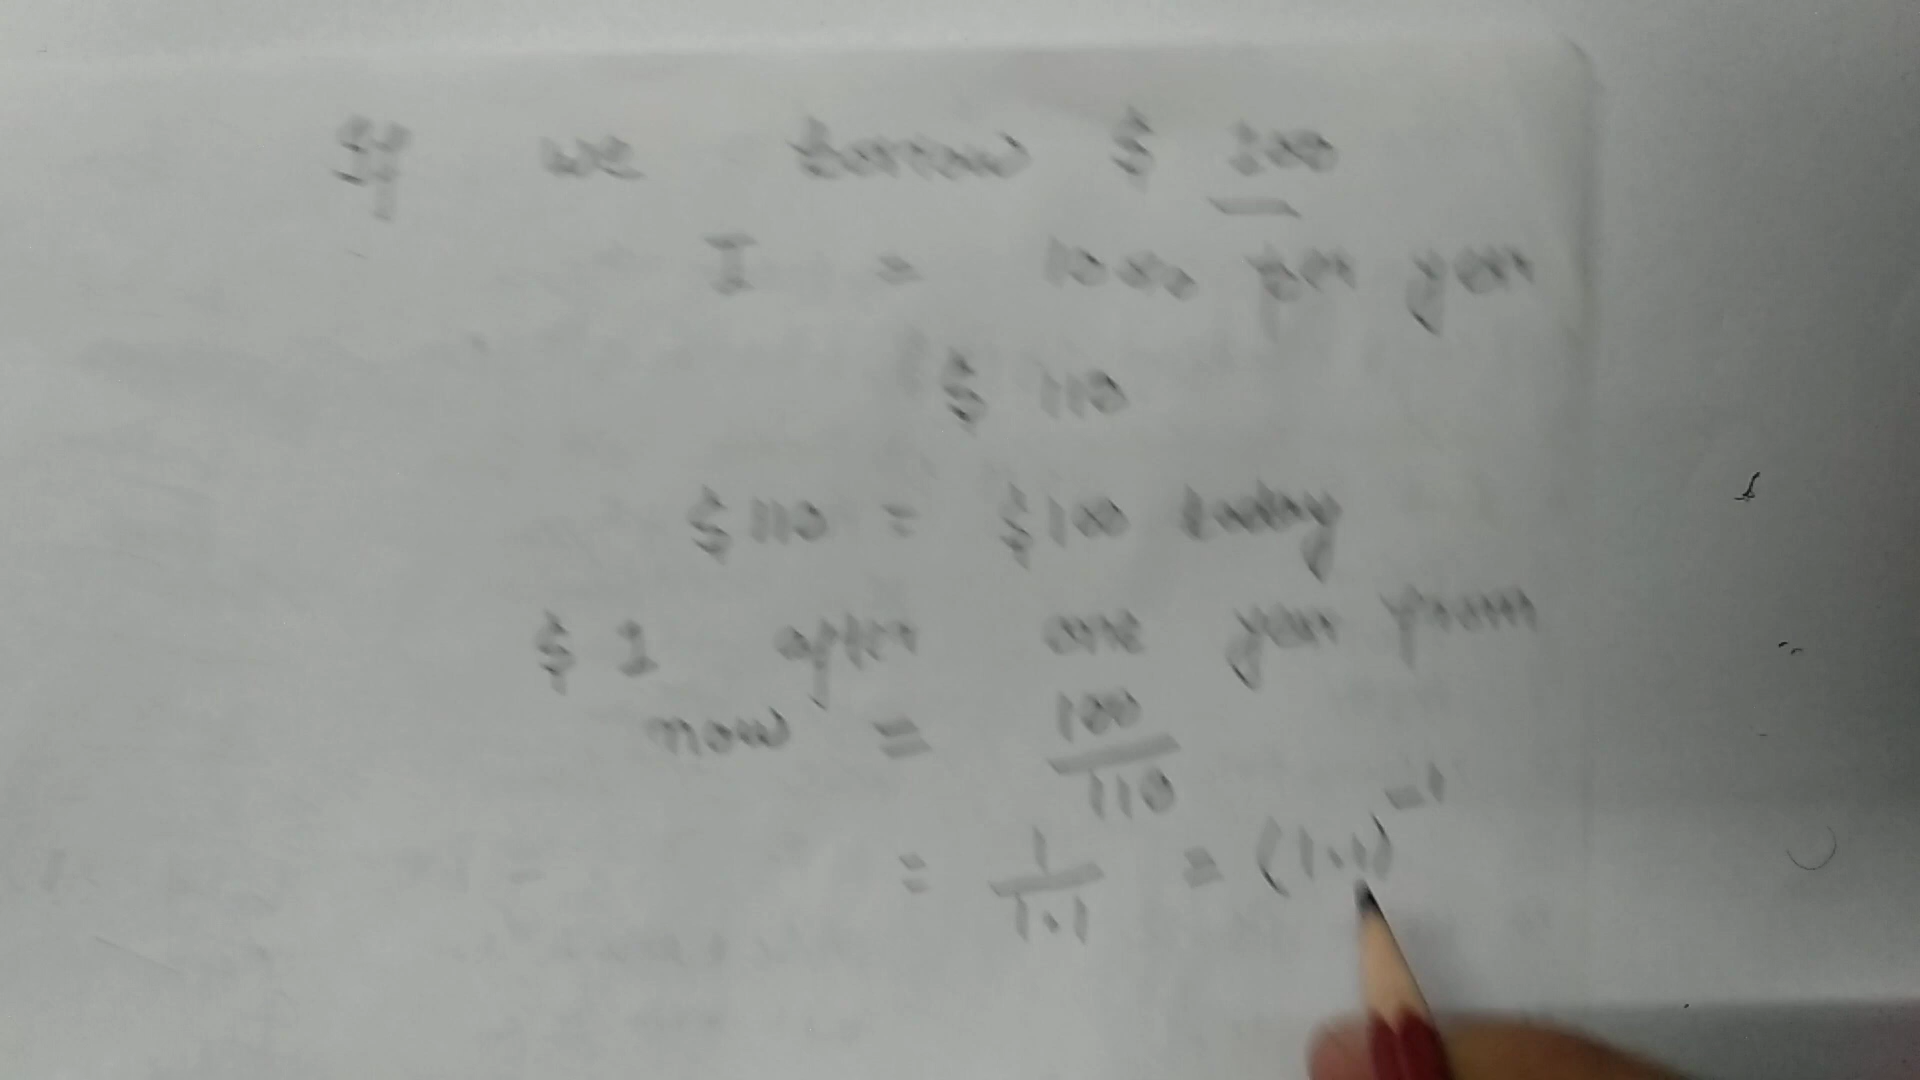 If we borrow $ 100
I = 10% per year
$ 110
$ 110 = $ 100 today
$ 1 after one year from
now = 100/110
= 1/1.1 = (1.1)^-1